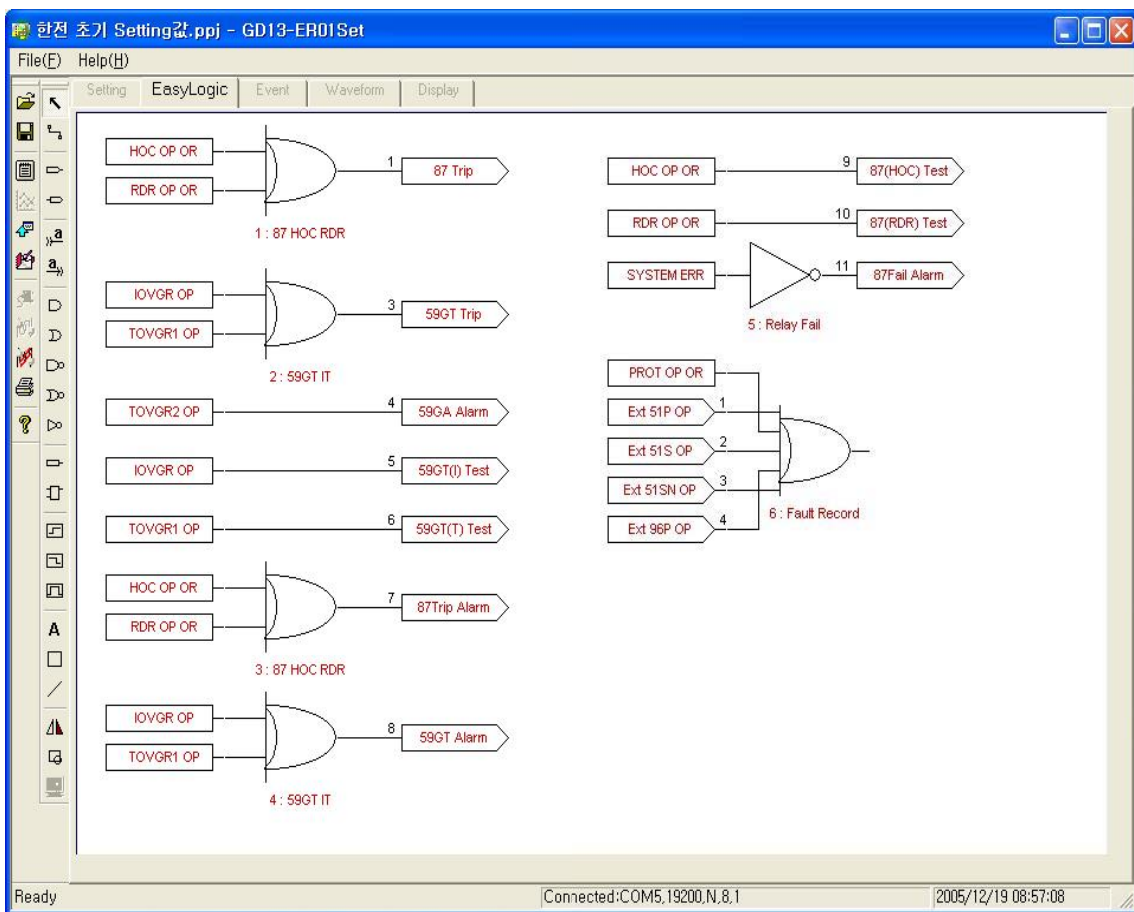 한전 초기 Setting값.ppj - GD13-ER01Set
File(F) Help(H)
Setting EasyLogic Event Waveform Display
HOC OP OR
RDR OP OR
1
87 Trip
1 : 87 HOC RDR
IOVGR OP
TOVGR1 OP
3
59GT Trip
2 : 59GT IT
TOVGR2 OP
4
59GA Alarm
IOVGR OP
5
59GT(I) Test
TOVGR1 OP
6
59GT(T) Test
HOC OP OR
RDR OP OR
7
87Trip Alarm
3 : 87 HOC RDR
IOVGR OP
TOVGR1 OP
8
59GT Alarm
4 : 59GT IT
HOC OP OR
9
87(HOC) Test
RDR OP OR
10
87(RDR) Test
SYSTEM ERR
11
87Fail Alarm
5 : Relay Fail
PROT OP OR
Ext 51P OP
1
Ext 51S OP
2
Ext 51SN OP
3
Ext 96P OP
4
6 : Fault Record
a
a
A
Ready
Connected:COM5,19200,N,8,1
2005/12/19 08:57:08